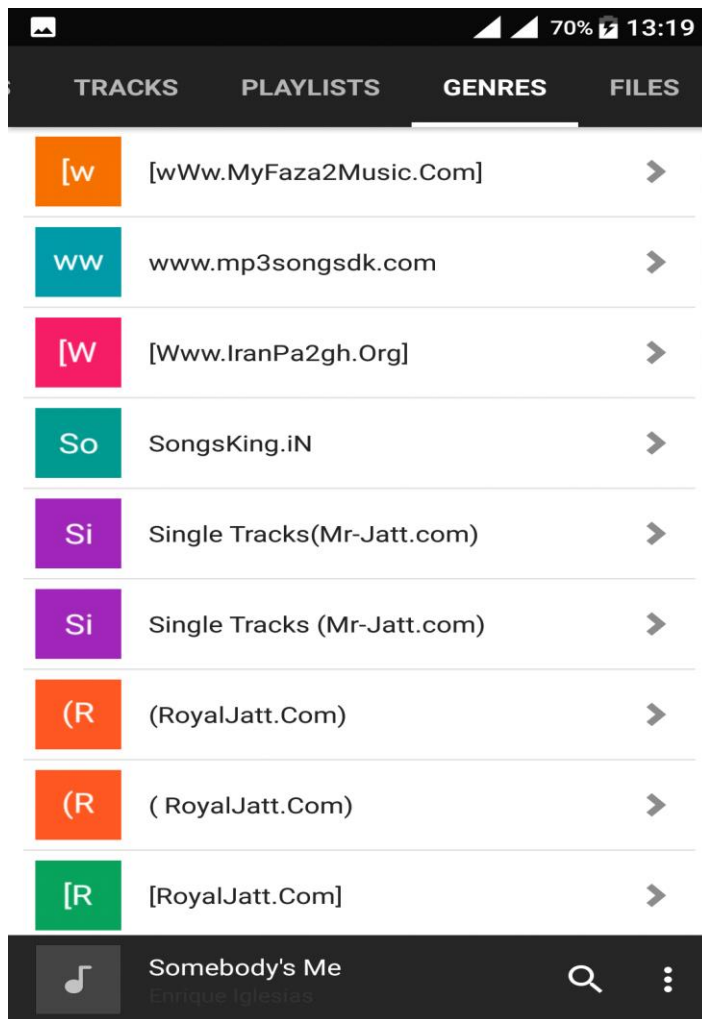 70% 13:19
TRACKS PLAYLISTS GENRES FILES
[w [wWw.MyFaza2Music.Com]
ww www.mp3songsdk.com
[W [Www.IranPa2gh.Org]
So SongsKing.iN
Si Single Tracks(Mr-Jatt.com)
Si Single Tracks (Mr-Jatt.com)
(R (RoyalJatt.Com)
(R ( RoyalJatt.Com)
[R [RoyalJatt.Com]
Somebody's Me
Enrique Iglesias